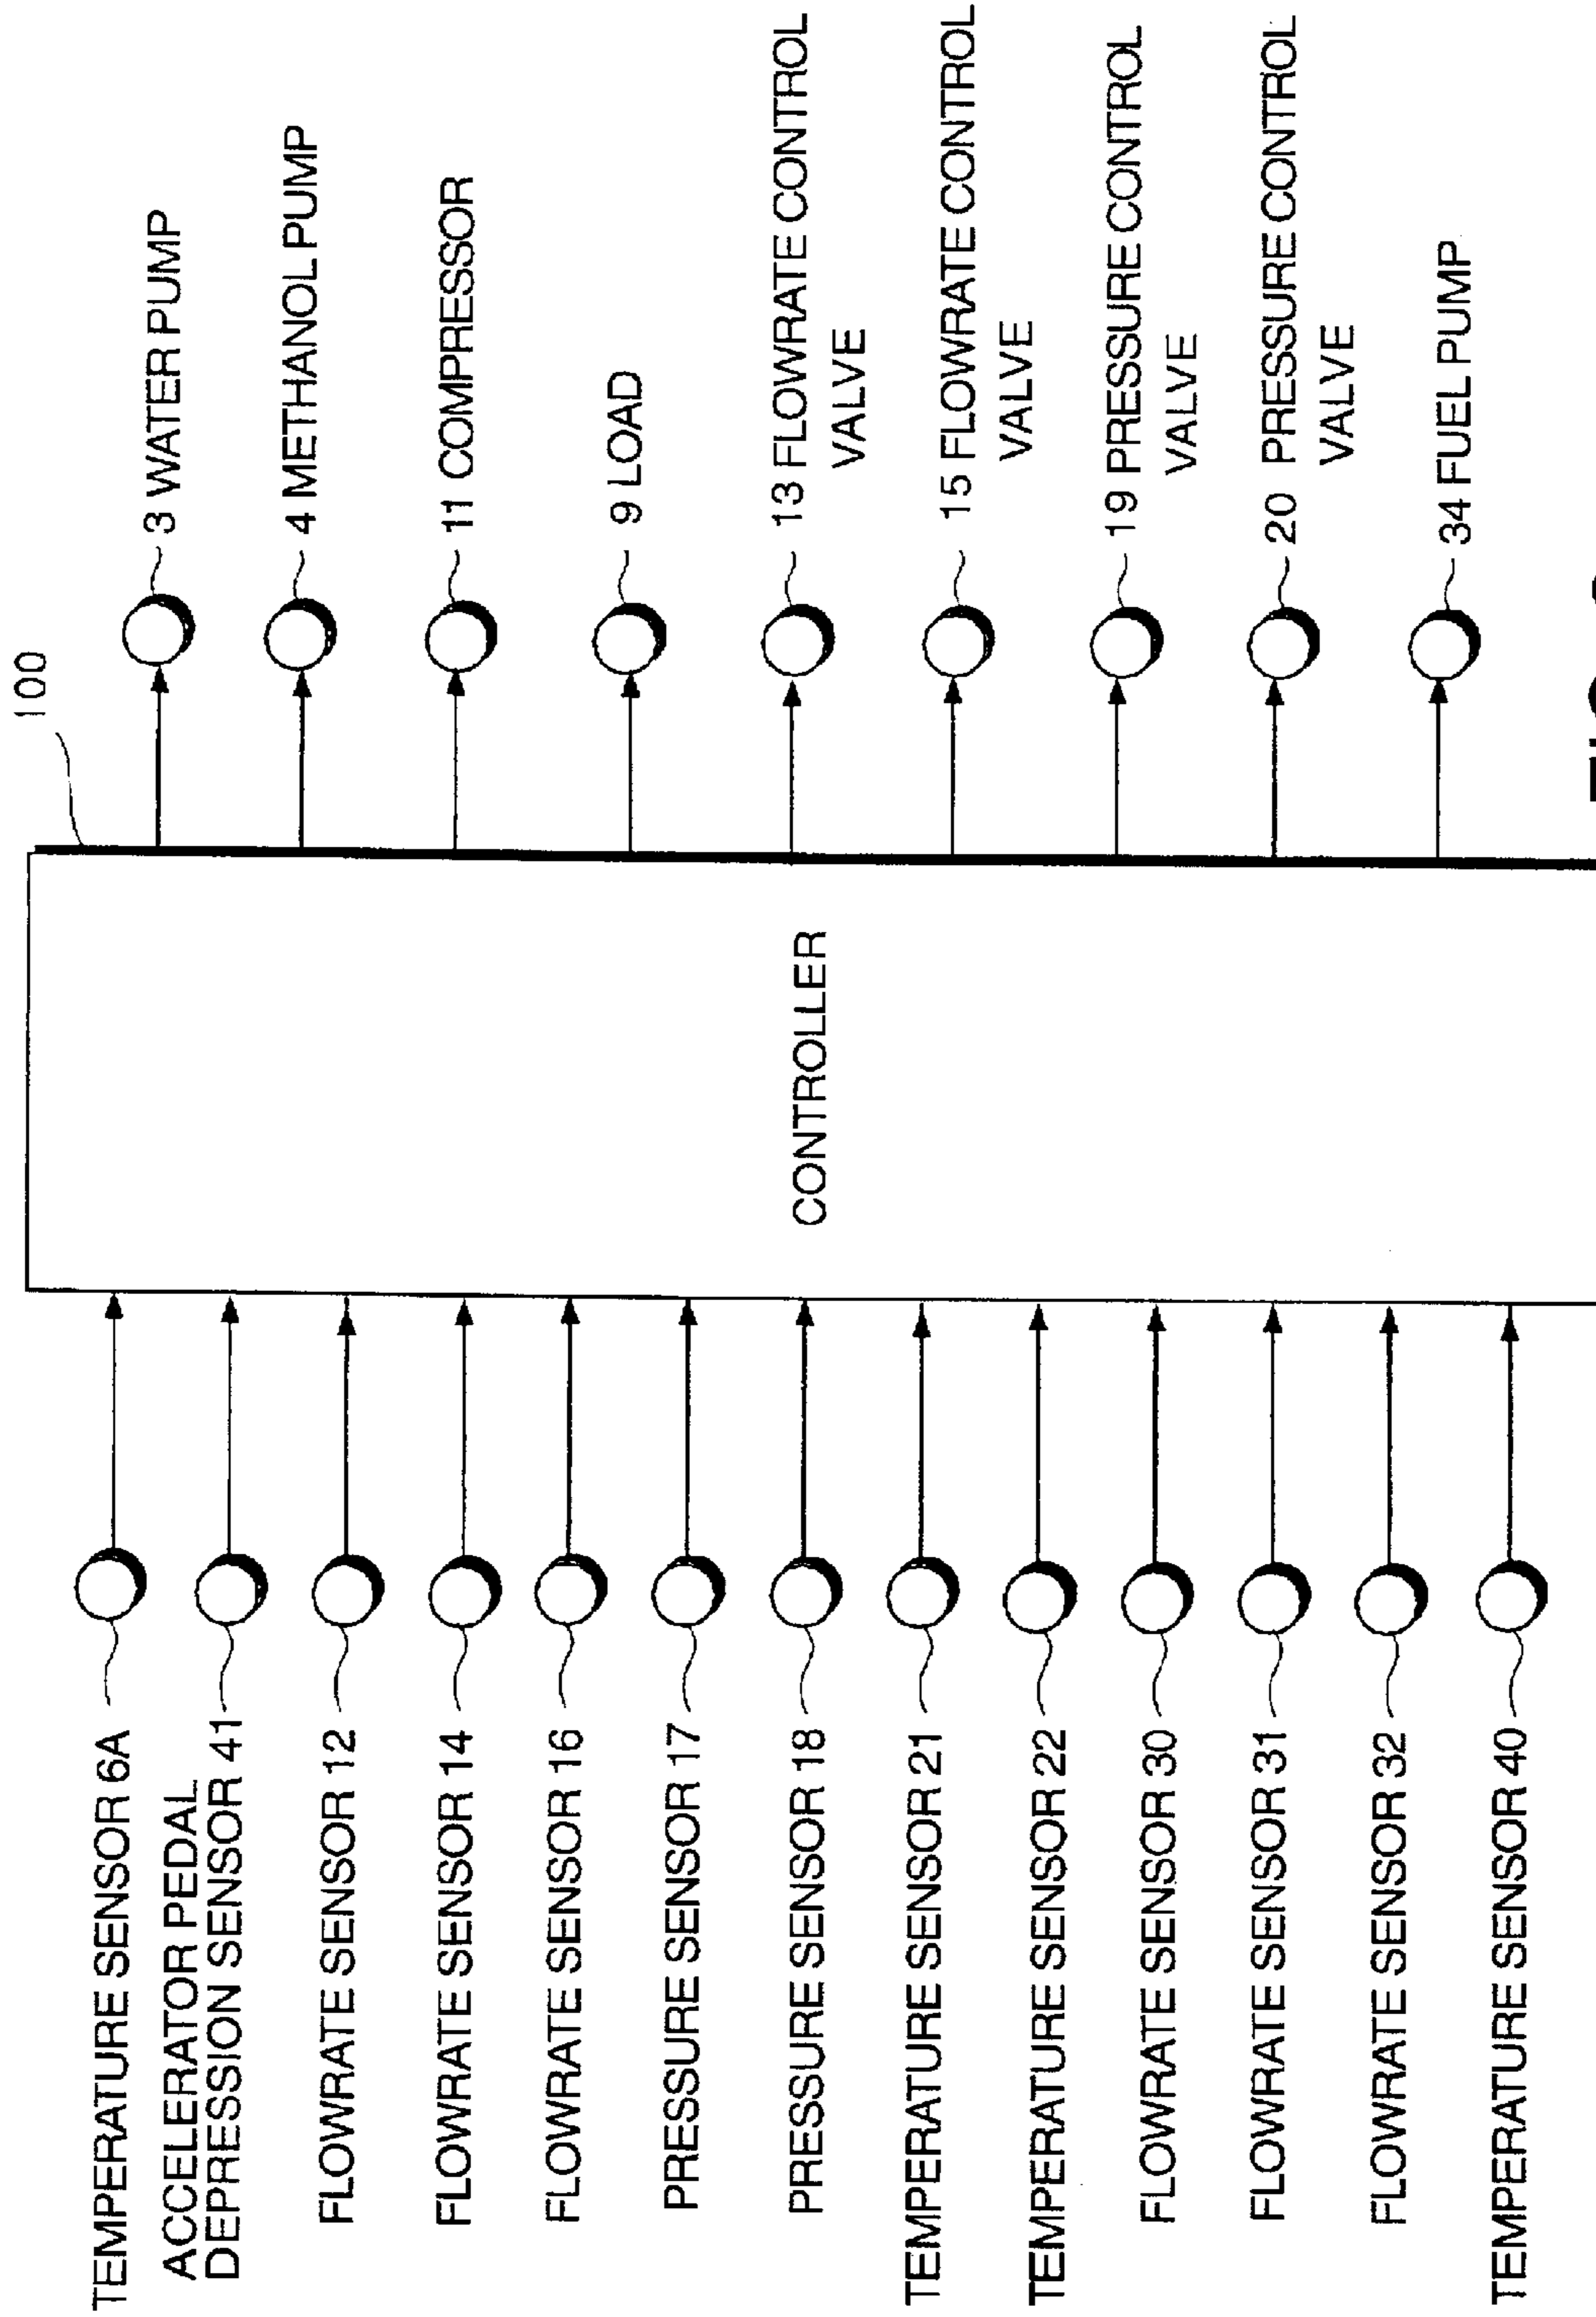 100
TEMPERATURE SENSOR 6A
ACCELERATOR PEDAL
DEPRESSION SENSOR 41
FLOWRATE SENSOR 12
FLOWRATE SENSOR 14
FLOWRATE SENSOR 16
PRESSURE SENSOR 17
PRESSURE SENSOR 18
TEMPERATURE SENSOR 21
TEMPERATURE SENSOR 22
FLOWRATE SENSOR 30
FLOWRATE SENSOR 31
FLOWRATE SENSOR 32
TEMPERATURE SENSOR 40
CONTROLLER
3 WATER PUMP
4 METHANOL PUMP
11 COMPRESSOR
9 LOAD
13 FLOWRATE CONTROL
VALVE
15 FLOWRATE CONTROL
VALVE
19 PRESSURE CONTROL
VALVE
20 PRESSURE CONTROL
VALVE
34 FUEL PUMP